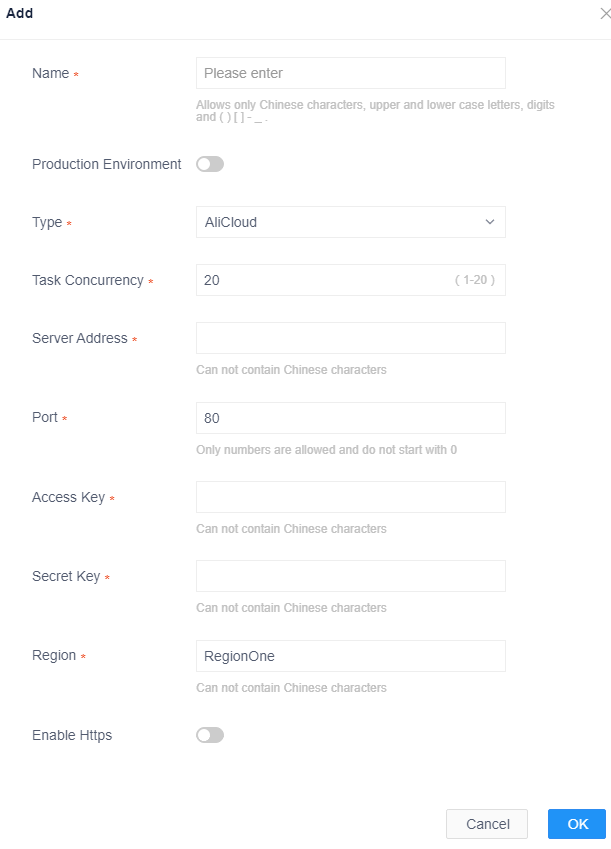 Add
Name *
Please enter
Allows only Chinese characters, upper and lower case letters, digits
and ( ) [ ] - _ .
Production Environment
Type *
AliCloud
Task Concurrency *
20
( 1-20 )
Server Address *
Can not contain Chinese characters
Port *
80
Only numbers are allowed and do not start with 0
Access Key *
Can not contain Chinese characters
Secret Key *
Can not contain Chinese characters
Region *
RegionOne
Can not contain Chinese characters
Enable Https
Cancel
OK